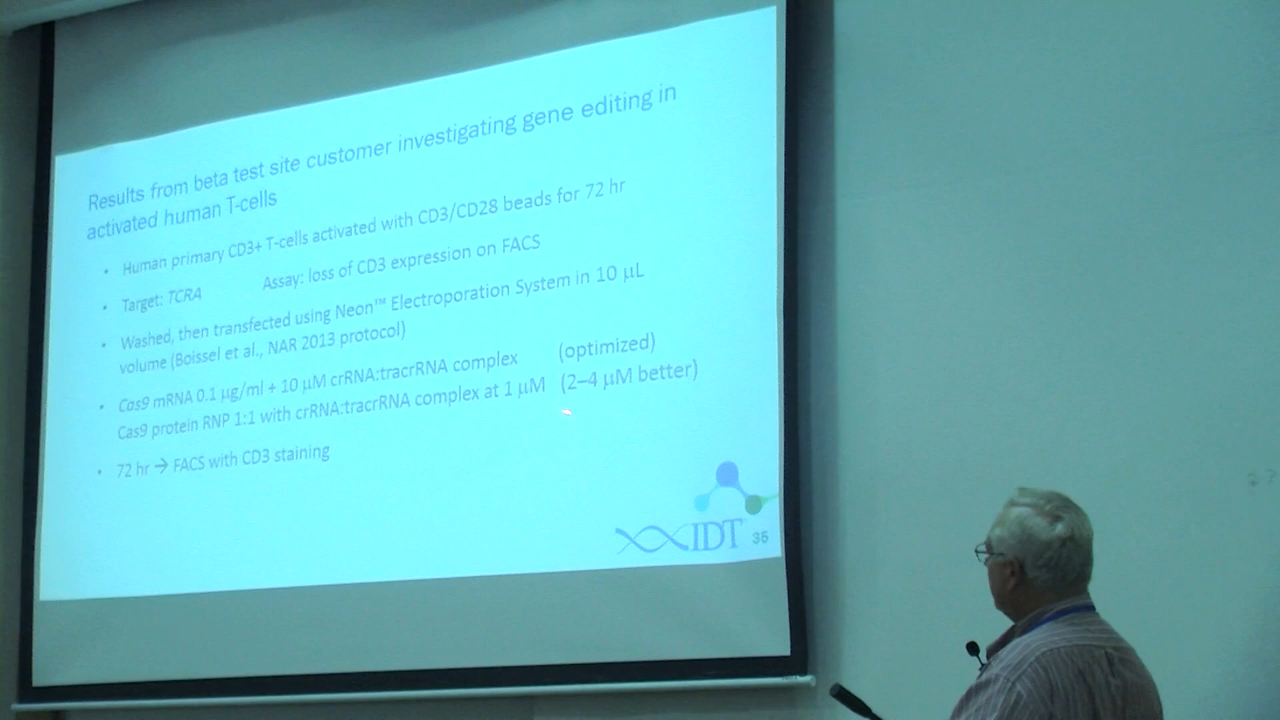 Results from beta test site customer investigating gene editing in
activated human T-cells
• Human primary CD3+ T-cells activated with CD3/CD28 beads for 72 hr
• Target: TCRA Assay: loss of CD3 expression on FACS
• Washed, then transfected using Neon™ Electroporation System in 10 µL
volume (Boissel et al., NAR 2013 protocol)
• Cas9 mRNA 0.1 µg/ml + 10 µM crRNA:tracrRNA complex (optimized)
Cas9 protein RNP 1:1 with crRNA:tracrRNA complex at 1 µM (2–4 µM better)
• 72 hr → FACS with CD3 staining
IDT 35